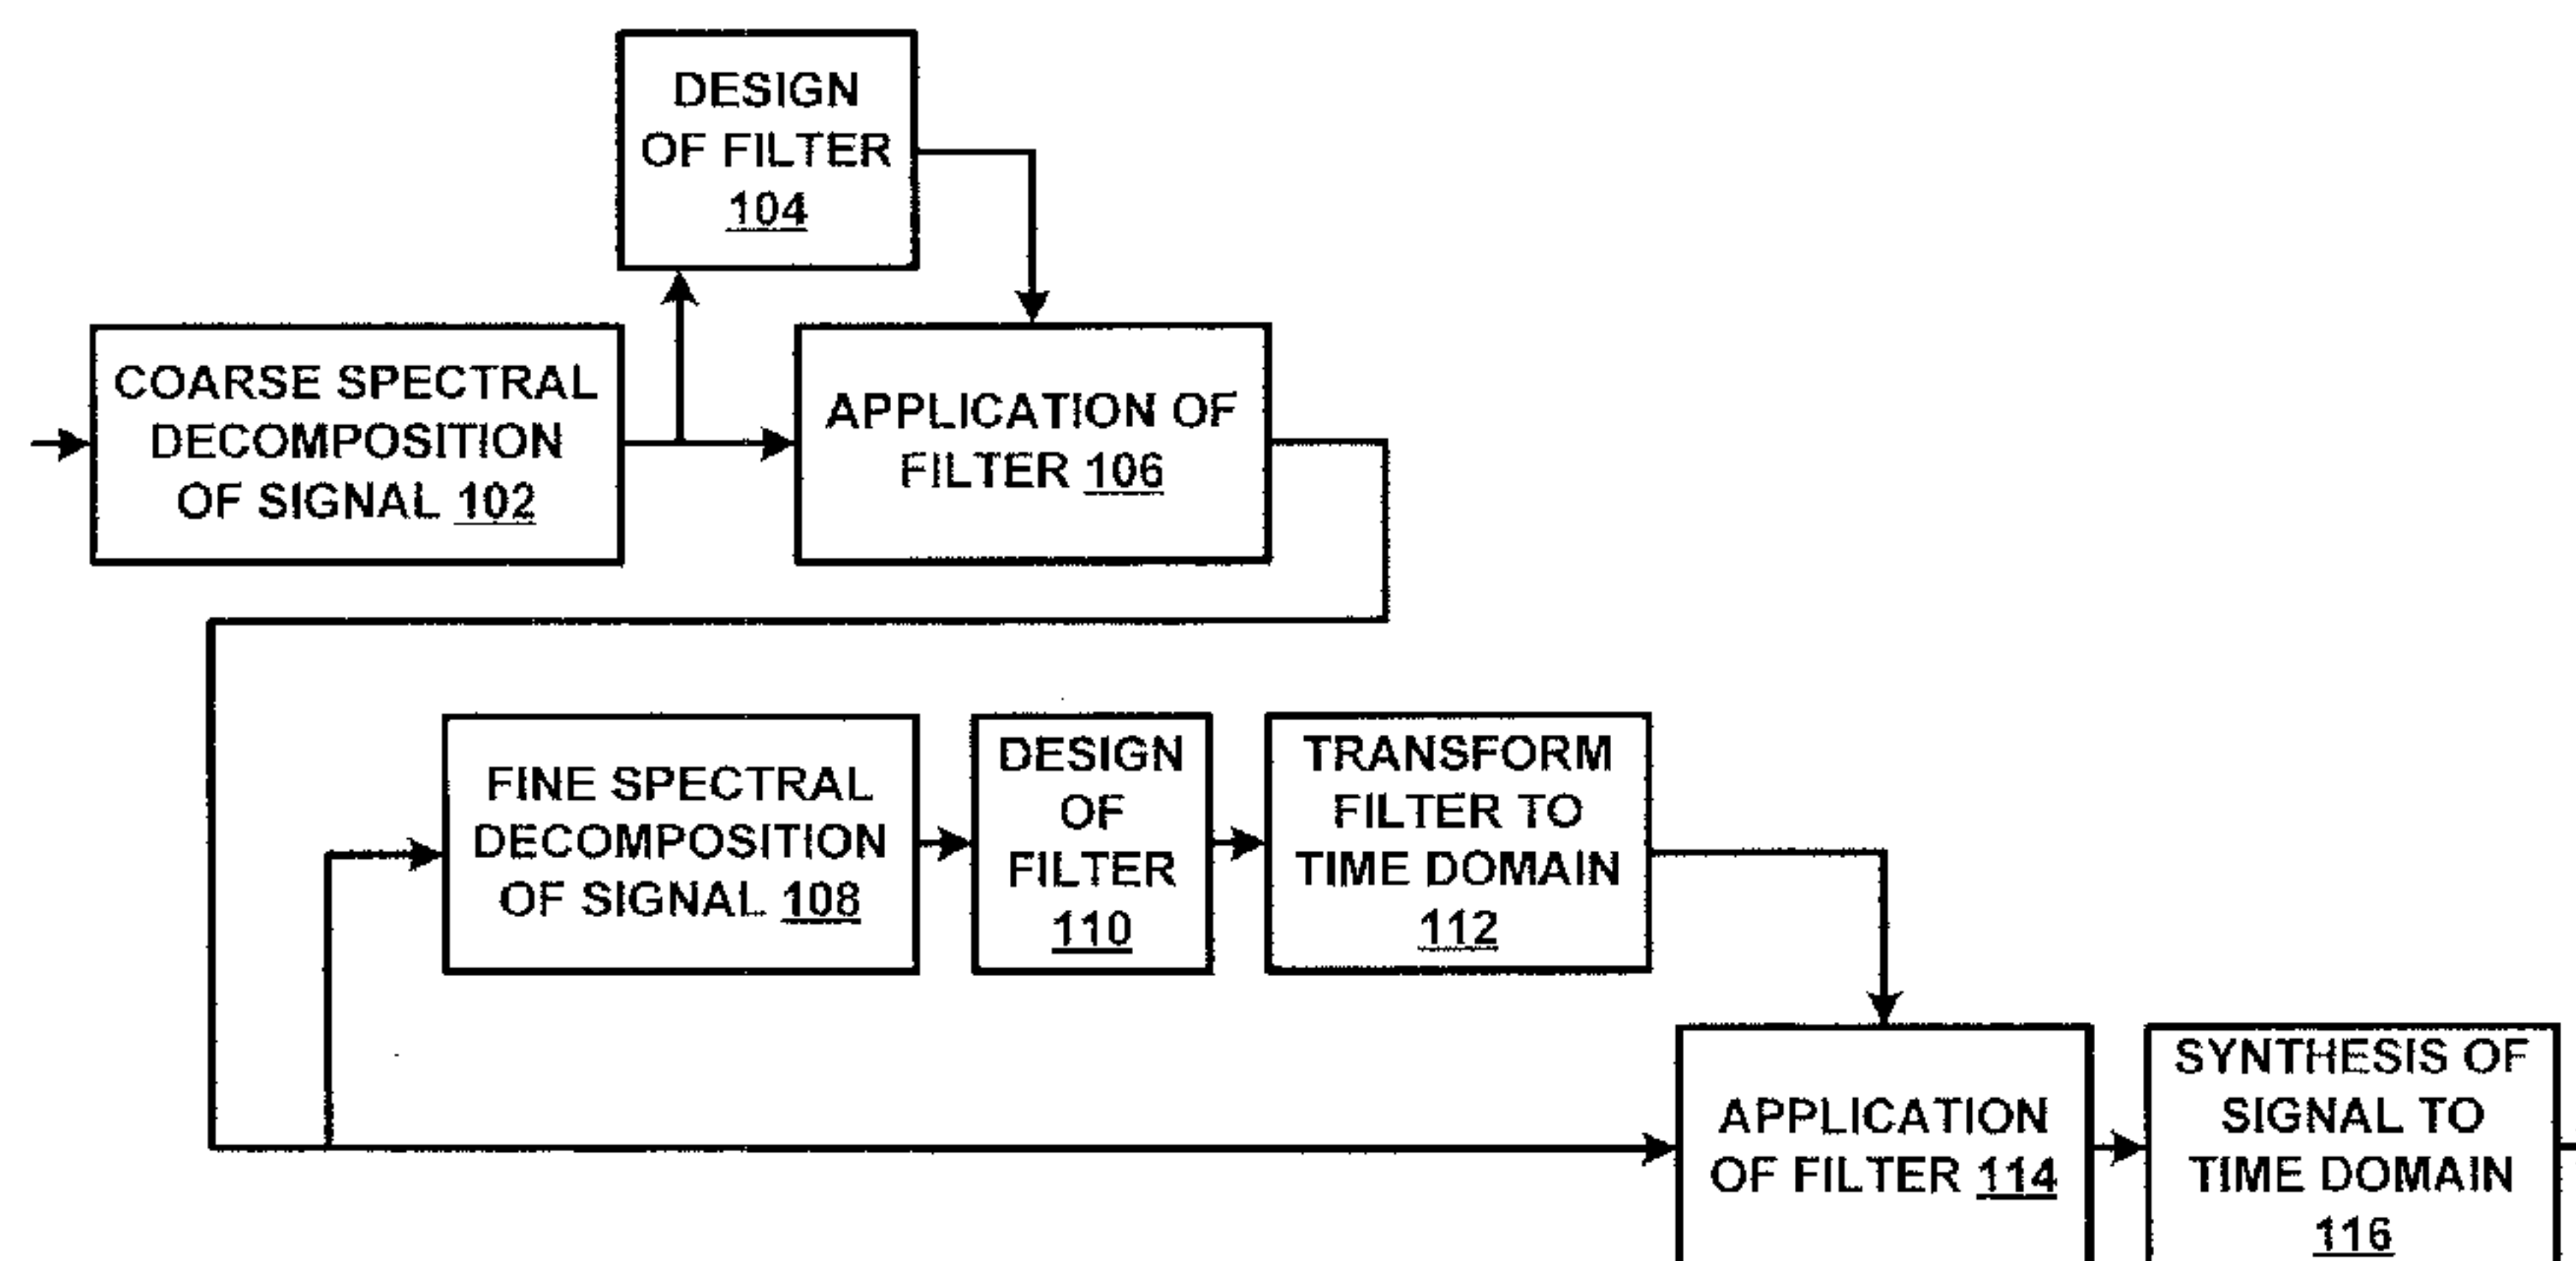 DESIGN
OF FILTER
104
COARSE SPECTRAL
DECOMPOSITION
OF SIGNAL 102
APPLICATION OF
FILTER 106
FINE SPECTRAL
DECOMPOSITION
OF SIGNAL 108
DESIGN
OF
FILTER
110
TRANSFORM
FILTER TO
TIME DOMAIN
112
APPLICATION
OF FILTER 114
SYNTHESIS OF
SIGNAL TO
TIME DOMAIN
116